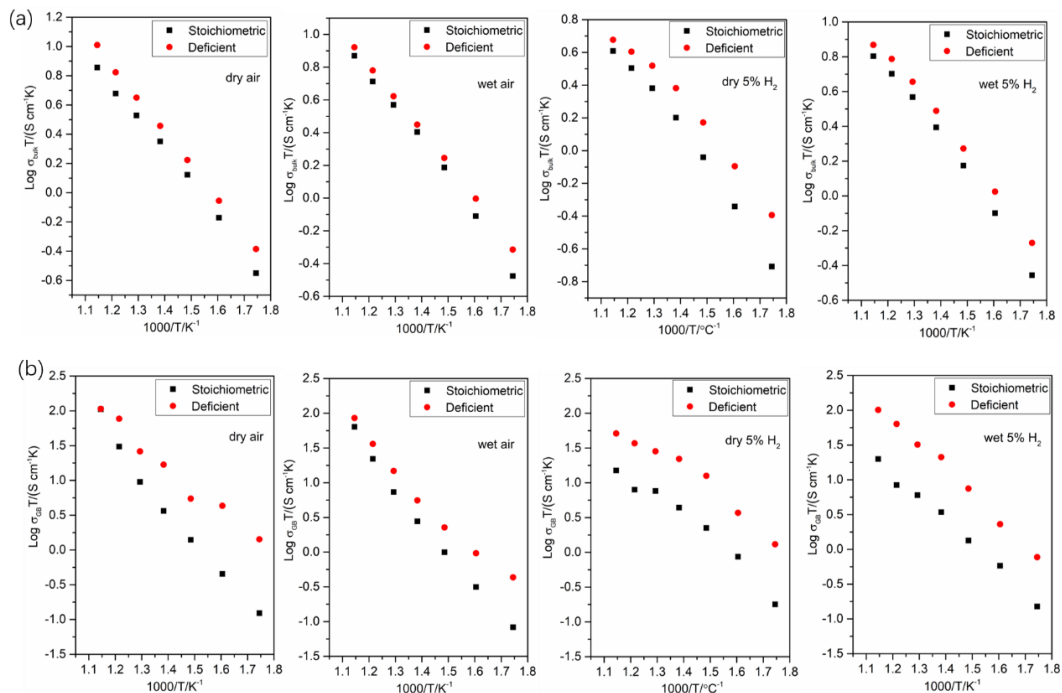 (a)
Stoichiometric
Deficient
dry air
Log σbulkT/(S cm⁻¹K)
1.0
0.8
0.6
0.4
0.2
0.0
-0.2
-0.4
-0.6
1.1 1.2 1.3 1.4 1.5 1.6 1.7 1.8
1000/T/K⁻¹
Stoichiometric
Deficient
wet air
Log σbulkT/(S cm⁻¹K)
1.0
0.8
0.6
0.4
0.2
0.0
-0.2
-0.4
-0.6
1.1 1.2 1.3 1.4 1.5 1.6 1.7 1.8
1000/T/K⁻¹
Stoichiometric
Deficient
dry 5% H₂
Log σbulkT/(S cm⁻¹K)
0.8
0.6
0.4
0.2
0.0
-0.2
-0.4
-0.6
-0.8
1.1 1.2 1.3 1.4 1.5 1.6 1.7 1.8
1000/T/°C⁻¹
Stoichiometric
Deficient
wet 5% H₂
Log σbulkT/(S cm⁻¹K)
1.0
0.8
0.6
0.4
0.2
0.0
-0.2
-0.4
-0.6
1.1 1.2 1.3 1.4 1.5 1.6 1.7 1.8
1000/T/K⁻¹
(b)
Stoichiometric
Deficient
dry air
Log σGBT/(S cm⁻¹K)
2.5
2.0
1.5
1.0
0.5
0.0
-0.5
-1.0
-1.5
1.1 1.2 1.3 1.4 1.5 1.6 1.7 1.8
1000/T/K⁻¹
Stoichiometric
Deficient
wet air
Log σGBT/(S cm⁻¹K)
2.5
2.0
1.5
1.0
0.5
0.0
-0.5
-1.0
-1.5
1.1 1.2 1.3 1.4 1.5 1.6 1.7 1.8
1000/T/K⁻¹
Stoichiometric
Deficient
dry 5% H₂
Log σGBT/(S cm⁻¹K)
2.5
2.0
1.5
1.0
0.5
0.0
-0.5
-1.0
-1.5
1.1 1.2 1.3 1.4 1.5 1.6 1.7 1.8
1000/T/°C⁻¹
Stoichiometric
Deficient
wet 5% H₂
Log σGBT/(S cm⁻¹K)
2.5
2.0
1.5
1.0
0.5
0.0
-0.5
-1.0
-1.5
1.1 1.2 1.3 1.4 1.5 1.6 1.7 1.8
1000/T/K⁻¹